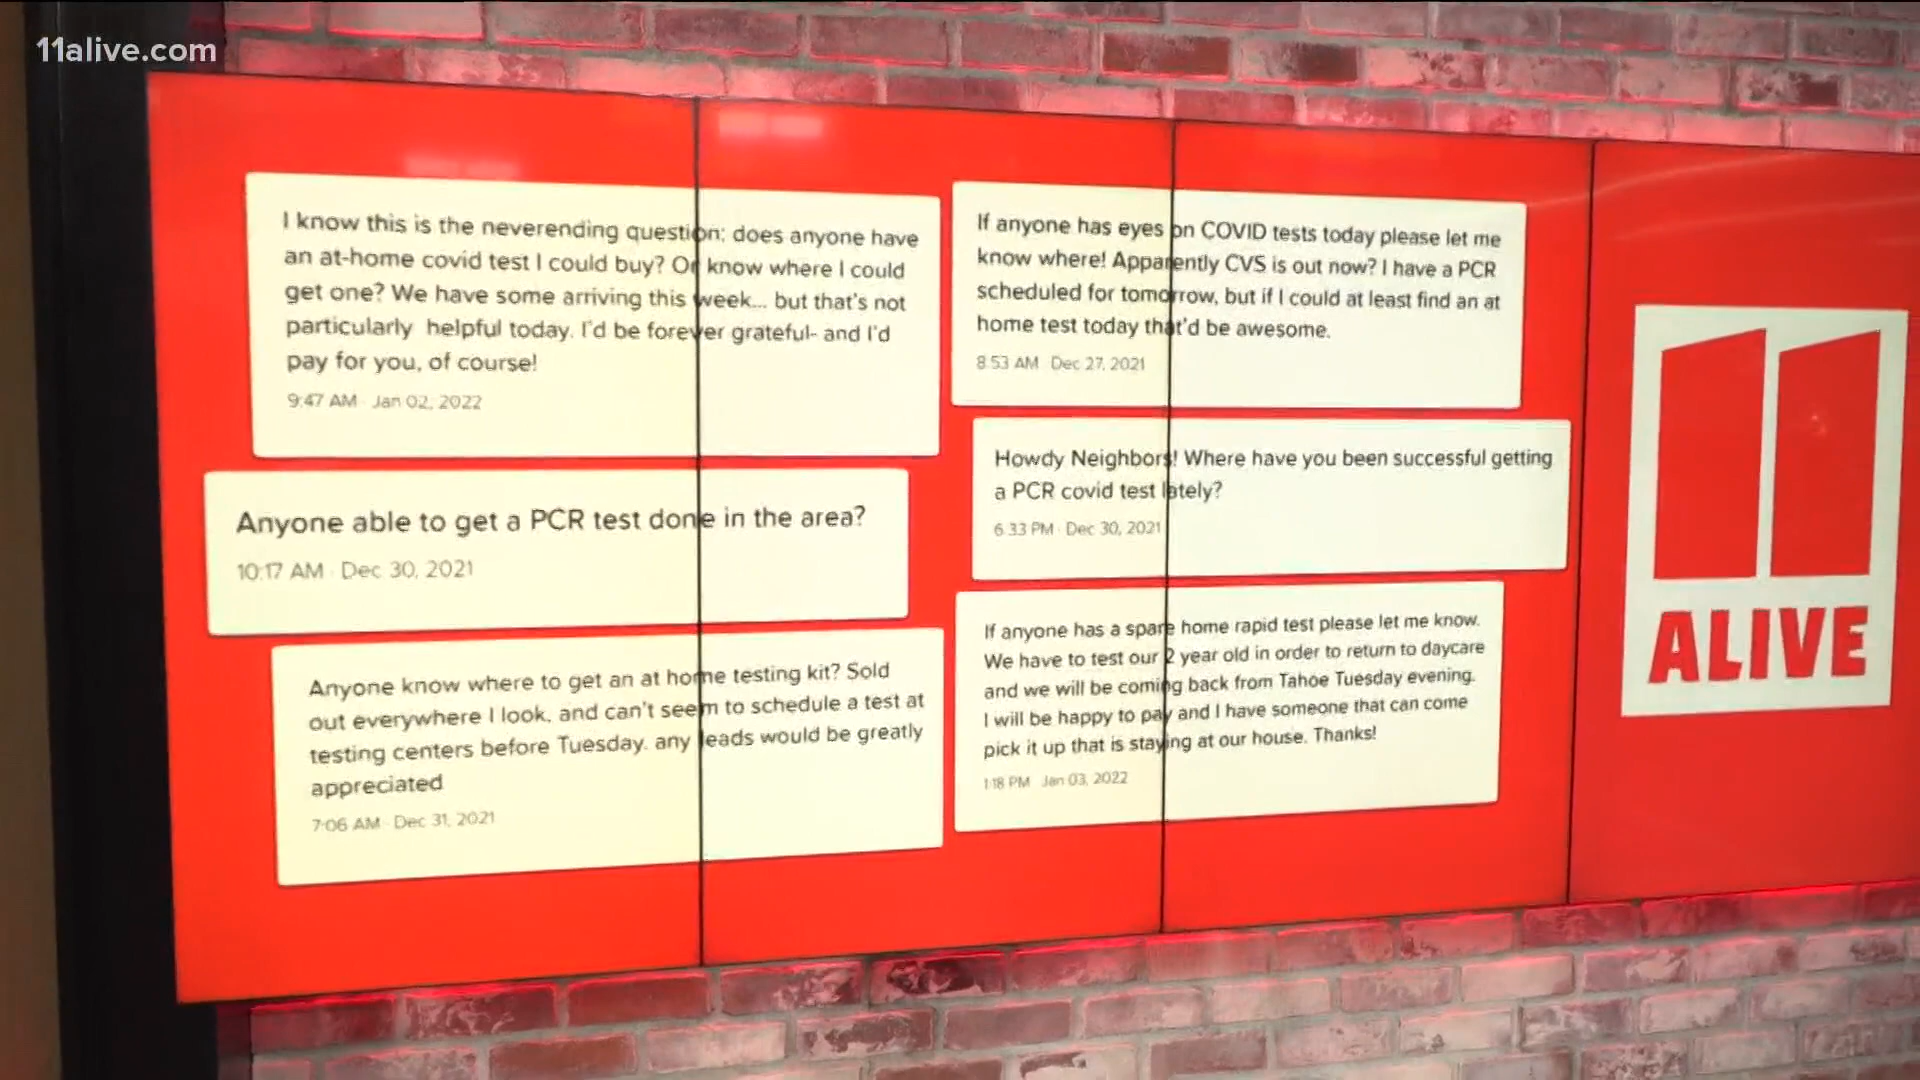 11alive.com
I know this is the neverending question; does anyone have
an at-home covid test I could buy? Or know where I could
get one? We have some arriving this week... but that's not
particularly helpful today. I'd be forever grateful- and I'd
pay for you, of course!
9:47 AM · Jan 02, 2022
Anyone able to get a PCR test done in the area?
10:17 AM · Dec 30, 2021
Anyone know where to get an at home testing kit? Sold
out everywhere I look, and can't seem to schedule a test at
testing centers before Tuesday. any leads would be greatly
appreciated
7:06 AM · Dec 31, 2021
If anyone has eyes on COVID tests today please let me
know where! Apparently CVS is out now? I have a PCR
scheduled for tomorrow, but if I could at least find an at
home test today that'd be awesome.
8:53 AM · Dec 27, 2021
Howdy Neighbors! Where have you been successful getting
a PCR covid test lately?
6:33 PM · Dec 30, 2021
If anyone has a spare home rapid test please let me know.
We have to test our 2 year old in order to return to daycare
and we will be coming back from Tahoe Tuesday evening.
I will be happy to pay and I have someone that can come
pick it up that is staying at our house. Thanks!
1:18 PM · Jan 03, 2022
11
ALIVE